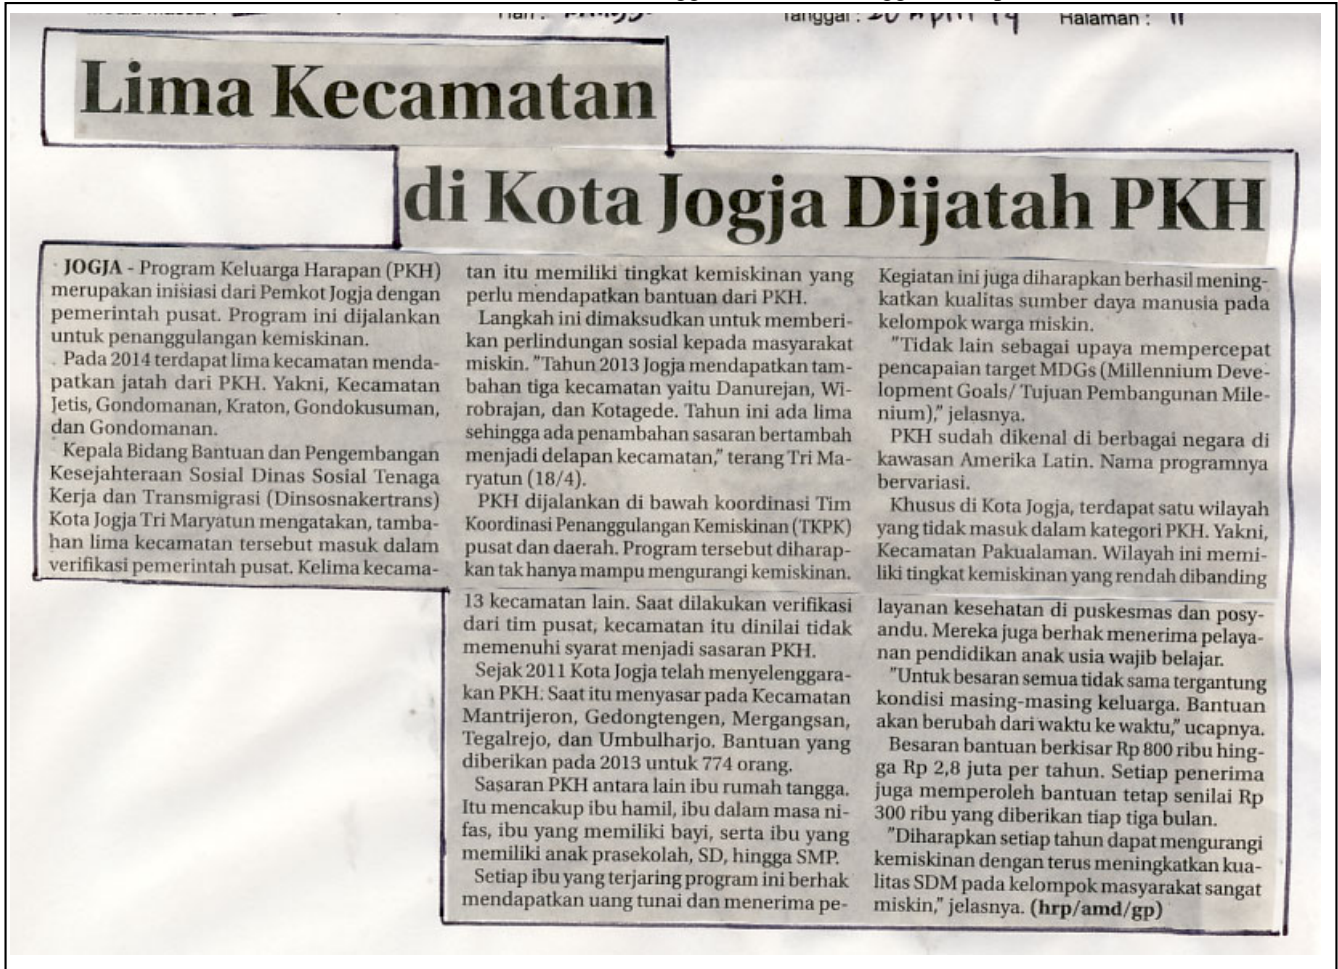 Tanggal : 20 April 14 Halaman : 11
Lima Kecamatan
di Kota Jogja Dijatah PKH
JOGJA - Program Keluarga Harapan (PKH)
merupakan inisiasi dari Pemkot Jogja dengan
pemerintah pusat. Program ini dijalankan
untuk penanggulangan kemiskinan.
Pada 2014 terdapat lima kecamatan menda-
patkan jatah dari PKH. Yakni, Kecamatan
Jetis, Gondomanan, Kraton, Gondokusuman,
dan Gondomanan.
Kepala Bidang Bantuan dan Pengembangan
Kesejahteraan Sosial Dinas Sosial Tenaga
Kerja dan Transmigrasi (Dinsosnakertrans)
Kota Jogja Tri Maryatun mengatakan, tamba-
han lima kecamatan tersebut masuk dalam
verifikasi pemerintah pusat. Kelima kecama-
tan itu memiliki tingkat kemiskinan yang
perlu mendapatkan bantuan dari PKH.
Langkah ini dimaksudkan untuk memberi-
kan perlindungan sosial kepada masyarakat
miskin. "Tahun 2013 Jogja mendapatkan tam-
bahan tiga kecamatan yaitu Danurejan, Wi-
robrajan, dan Kotagede. Tahun ini ada lima
sehingga ada penambahan sasaran bertambah
menjadi delapan kecamatan," terang Tri Ma-
ryatun (18/4).
PKH dijalankan di bawah koordinasi Tim
Koordinasi Penanggulangan Kemiskinan (TKPK)
pusat dan daerah. Program tersebut diharap-
kan tak hanya mampu mengurangi kemiskinan.
Kegiatan ini juga diharapkan berhasil mening-
katkan kualitas sumber daya manusia pada
kelompok warga miskin.
"Tidak lain sebagai upaya mempercepat
pencapaian target MDGs (Millennium Deve-
lopment Goals/ Tujuan Pembangunan Mile-
nium)," jelasnya.
PKH sudah dikenal di berbagai negara di
kawasan Amerika Latin. Nama programnya
bervariasi.
Khusus di Kota Jogja, terdapat satu wilayah
yang tidak masuk dalam kategori PKH. Yakni,
Kecamatan Pakualaman. Wilayah ini memi-
liki tingkat kemiskinan yang rendah dibanding
13 kecamatan lain. Saat dilakukan verifikasi
dari tim pusat, kecamatan itu dinilai tidak
memenuhi syarat menjadi sasaran PKH.
Sejak 2011 Kota Jogja telah menyelenggara-
kan PKH. Saat itu menyasar pada Kecamatan
Mantrijeron, Gedongtengen, Mergangsan,
Tegalrejo, dan Umbulharjo. Bantuan yang
diberikan pada 2013 untuk 774 orang.
Sasaran PKH antara lain ibu rumah tangga.
Itu mencakup ibu hamil, ibu dalam masa ni-
fas, ibu yang memiliki bayi, serta ibu yang
memiliki anak prasekolah, SD, hingga SMP.
Setiap ibu yang terjaring program ini berhak
mendapatkan uang tunai dan menerima pe-
layanan kesehatan di puskesmas dan posy-
andu. Mereka juga berhak menerima pelaya-
nan pendidikan anak usia wajib belajar.
"Untuk besaran semua tidak sama tergantung
kondisi masing-masing keluarga. Bantuan
akan berubah dari waktu ke waktu," ucapnya.
Besaran bantuan berkisar Rp 800 ribu hing-
ga Rp 2,8 juta per tahun. Setiap penerima
juga memperoleh bantuan tetap senilai Rp
300 ribu yang diberikan tiap tiga bulan.
"Diharapkan setiap tahun dapat mengurangi
kemiskinan dengan terus meningkatkan kua-
litas SDM pada kelompok masyarakat sangat
miskin," jelasnya. (hrp/amd/gp)